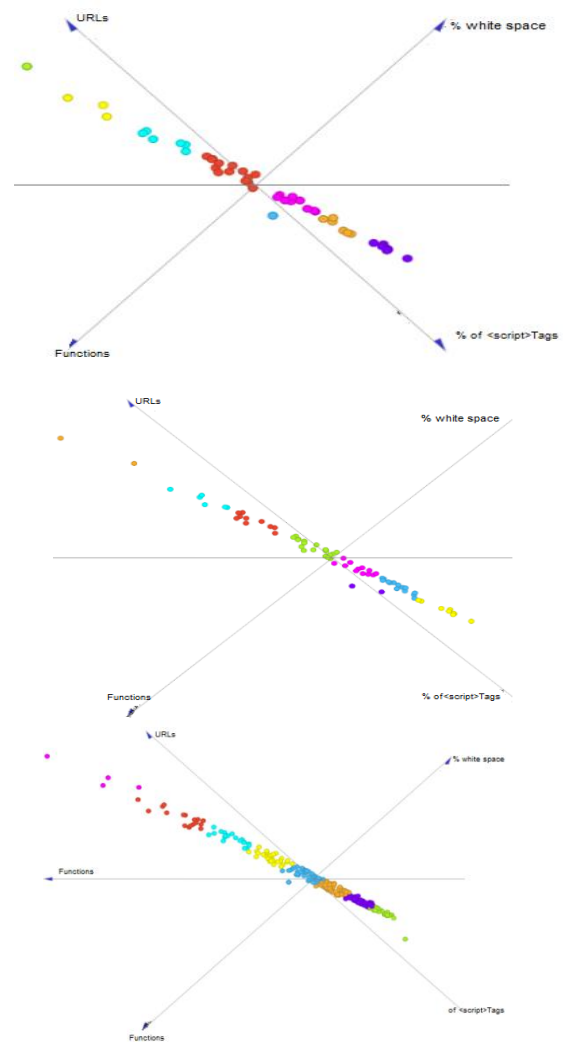 URLs
% white space
% of <script>Tags
Functions
URLs
% white space
Functions
% of<script>Tags
URLs
% white space
Functions
of <script>Tags
Functions